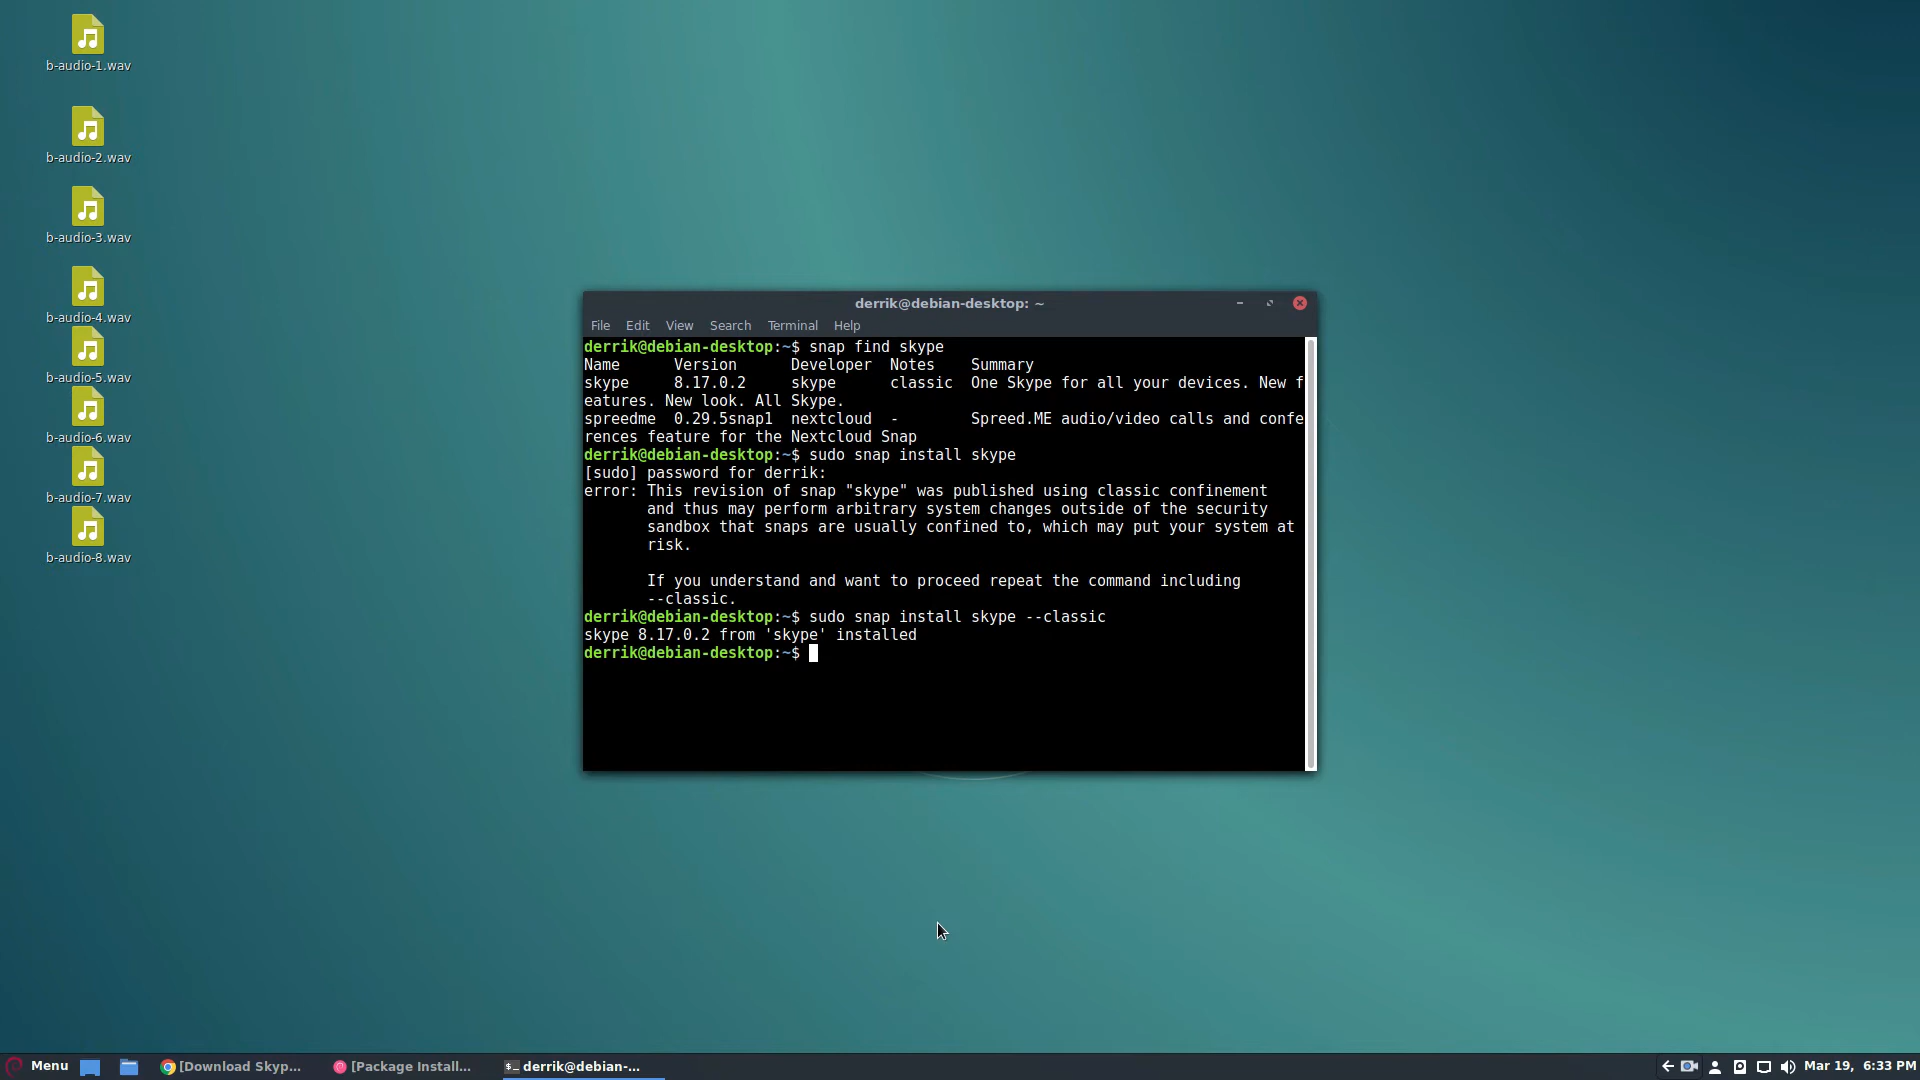 b-audio-1.wav
b-audio-2.wav
b-audio-3.wav
b-audio-4.wav
b-audio-5.wav
b-audio-6.wav
b-audio-7.wav
b-audio-8.wav
derrik@debian-desktop: ~
File Edit View Search Terminal Help
derrik@debian-desktop:~$ snap find skype
Name      Version      Developer  Notes    Summary
skype     8.17.0.2     skype      classic  One Skype for all your devices. New f
eatures. New look. All Skype.
spreedme  0.29.5snap1  nextcloud  -        Spreed.ME audio/video calls and confe
rences feature for the Nextcloud Snap
derrik@debian-desktop:~$ sudo snap install skype
[sudo] password for derrik:
error: This revision of snap "skype" was published using classic confinement
       and thus may perform arbitrary system changes outside of the security
       sandbox that snaps are usually confined to, which may put your system at
       risk.
       If you understand and want to proceed repeat the command including
       --classic.
derrik@debian-desktop:~$ sudo snap install skype --classic
skype 8.17.0.2 from 'skype' installed
derrik@debian-desktop:~$
Menu [Download Skyp... [Package Install... derrik@debian-... Mar 19, 6:33 PM